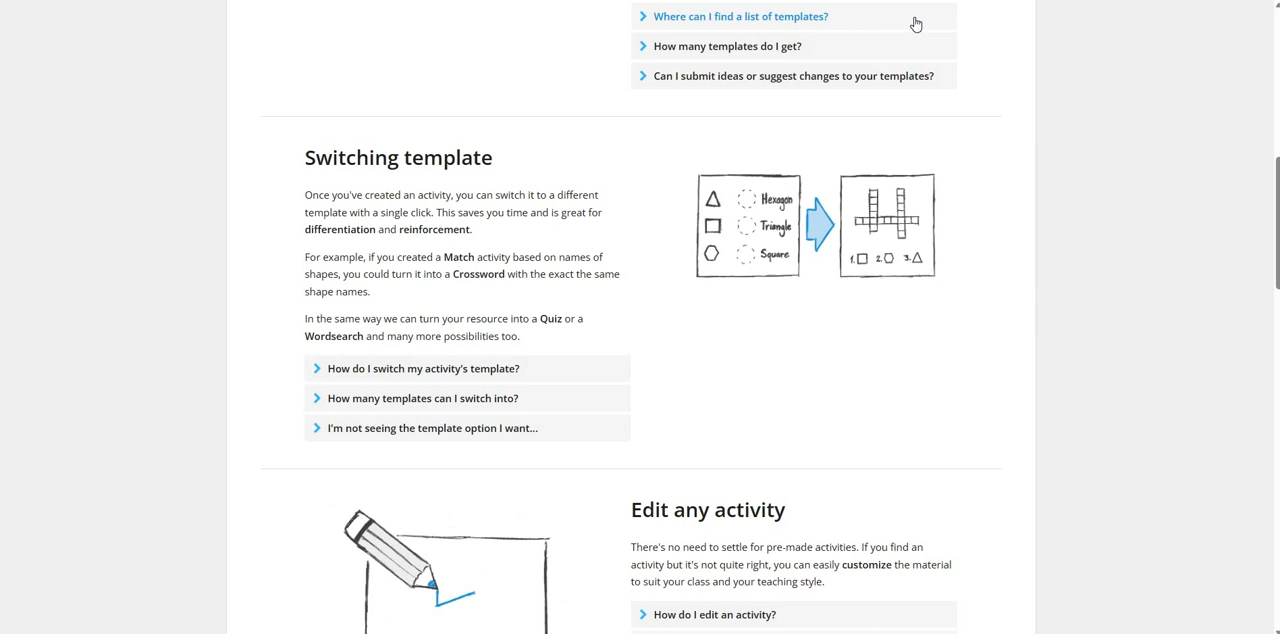 Where can I find a list of templates?
How many templates do I get?
Can I submit ideas or suggest changes to your templates?
Switching template
Once you've created an activity, you can switch it to a different
template with a single click. This saves you time and is great for
differentiation and reinforcement.
For example, if you created a Match activity based on names of
shapes, you could turn it into a Crossword with the exact the same
shape names.
In the same way we can turn your resource into a Quiz or a
Wordsearch and many more possibilities too.
How do I switch my activity's template?
How many templates can I switch into?
I'm not seeing the template option I want...
Hexagon
Triangle
Square
1. 2. 3.
Edit any activity
There's no need to settle for pre-made activities. If you find an
activity but it's not quite right, you can easily customize the material
to suit your class and your teaching style.
How do I edit an activity?